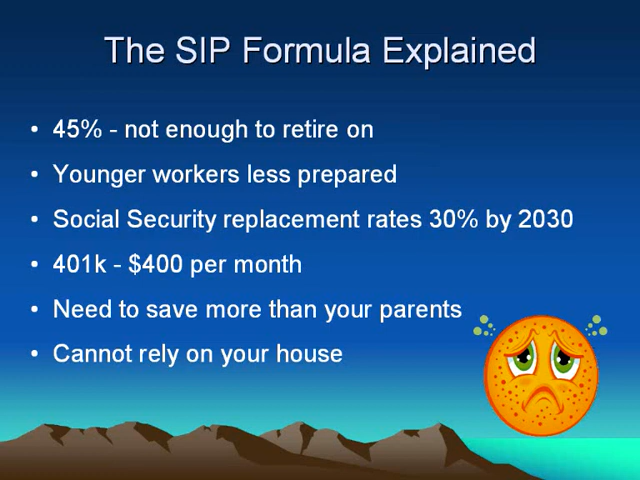 The SIP Formula Explained
• 45% - not enough to retire on
• Younger workers less prepared
• Social Security replacement rates 30% by 2030
• 401k - $400 per month
• Need to save more than your parents
• Cannot rely on your house